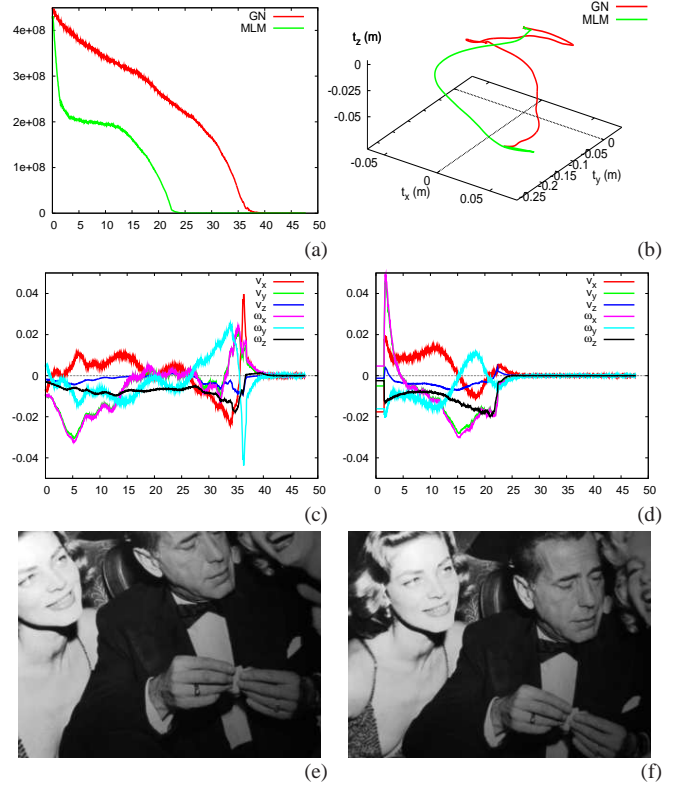 GN
MLM
4e+08
3e+08
2e+08
1e+08
0
0 5 10 15 20 25 30 35 40 45 50
(a)
GN
MLM
t_z (m)
0
-0.025
-0.05
-0.05
0
0.05
t_x (m)
-0.25
-0.2
-0.15
-0.1
-0.05
0
0.05
t_y (m)
(b)
v_x
v_y
v_z
ω_x
ω_y
ω_z
0.04
0.02
0
-0.02
-0.04
0 5 10 15 20 25 30 35 40 45 50
(c)
v_x
v_y
v_z
ω_x
ω_y
ω_z
0.04
0.02
0
-0.02
-0.04
0 5 10 15 20 25 30 35 40 45 50
(d)
(e)
(f)